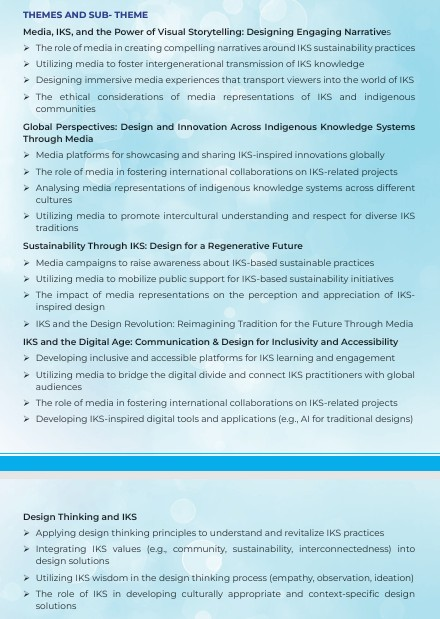 THEMES AND SUB- THEME
Media, IKS, and the Power of Visual Storytelling: Designing Engaging Narratives
➢ The role of media in creating compelling narratives around IKS sustainability practices
➢ Utilizing media to foster intergenerational transmission of IKS knowledge
➢ Designing immersive media experiences that transport viewers into the world of IKS
➢ The ethical considerations of media representations of IKS and indigenous
communities
Global Perspectives: Design and Innovation Across Indigenous Knowledge Systems
Through Media
➢ Media platforms for showcasing and sharing IKS-inspired innovations globally
➢ The role of media in fostering international collaborations on IKS-related projects
➢ Analysing media representations of indigenous knowledge systems across different
cultures
➢ Utilizing media to promote intercultural understanding and respect for diverse IKS
traditions
Sustainability Through IKS: Design for a Regenerative Future
➢ Media campaigns to raise awareness about IKS-based sustainable practices
➢ Utilizing media to mobilize public support for IKS-based sustainability initiatives
➢ The impact of media representations on the perception and appreciation of IKS-
inspired design
➢ IKS and the Design Revolution: Reimagining Tradition for the Future Through Media
IKS and the Digital Age: Communication & Design for Inclusivity and Accessibility
➢ Developing inclusive and accessible platforms for IKS learning and engagement
➢ Utilizing media to bridge the digital divide and connect IKS practitioners with global
audiences
➢ The role of media in fostering international collaborations on IKS-related projects
➢ Developing IKS-inspired digital tools and applications (e.g., AI for traditional designs)
Design Thinking and IKS
➢ Applying design thinking principles to understand and revitalize IKS practices
➢ Integrating IKS values (e.g., community, sustainability, interconnectedness) into
design solutions
➢ Utilizing IKS wisdom in the design thinking process (empathy, observation, ideation)
➢ The role of IKS in developing culturally appropriate and context-specific design
solutions